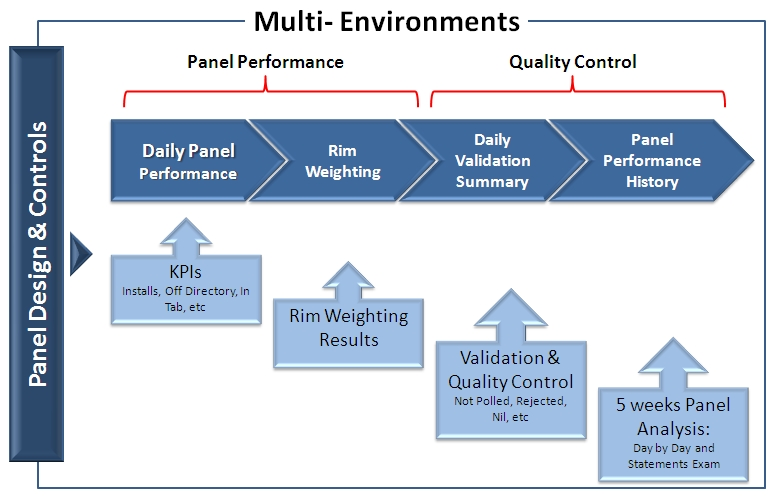 Multi- Environments
Panel Performance
Quality Control
Panel Design & Controls
Daily Panel
Performance
Rim
Weighting
Daily
Validation
Summary
Panel
Performance
History
KPIs
Installs, Off Directory, In
Tab, etc
Rim Weighting
Results
Validation &
Quality Control
Not Polled, Rejected,
Nil, etc
5 weeks Panel
Analysis:
Day by Day and
Statements Exam